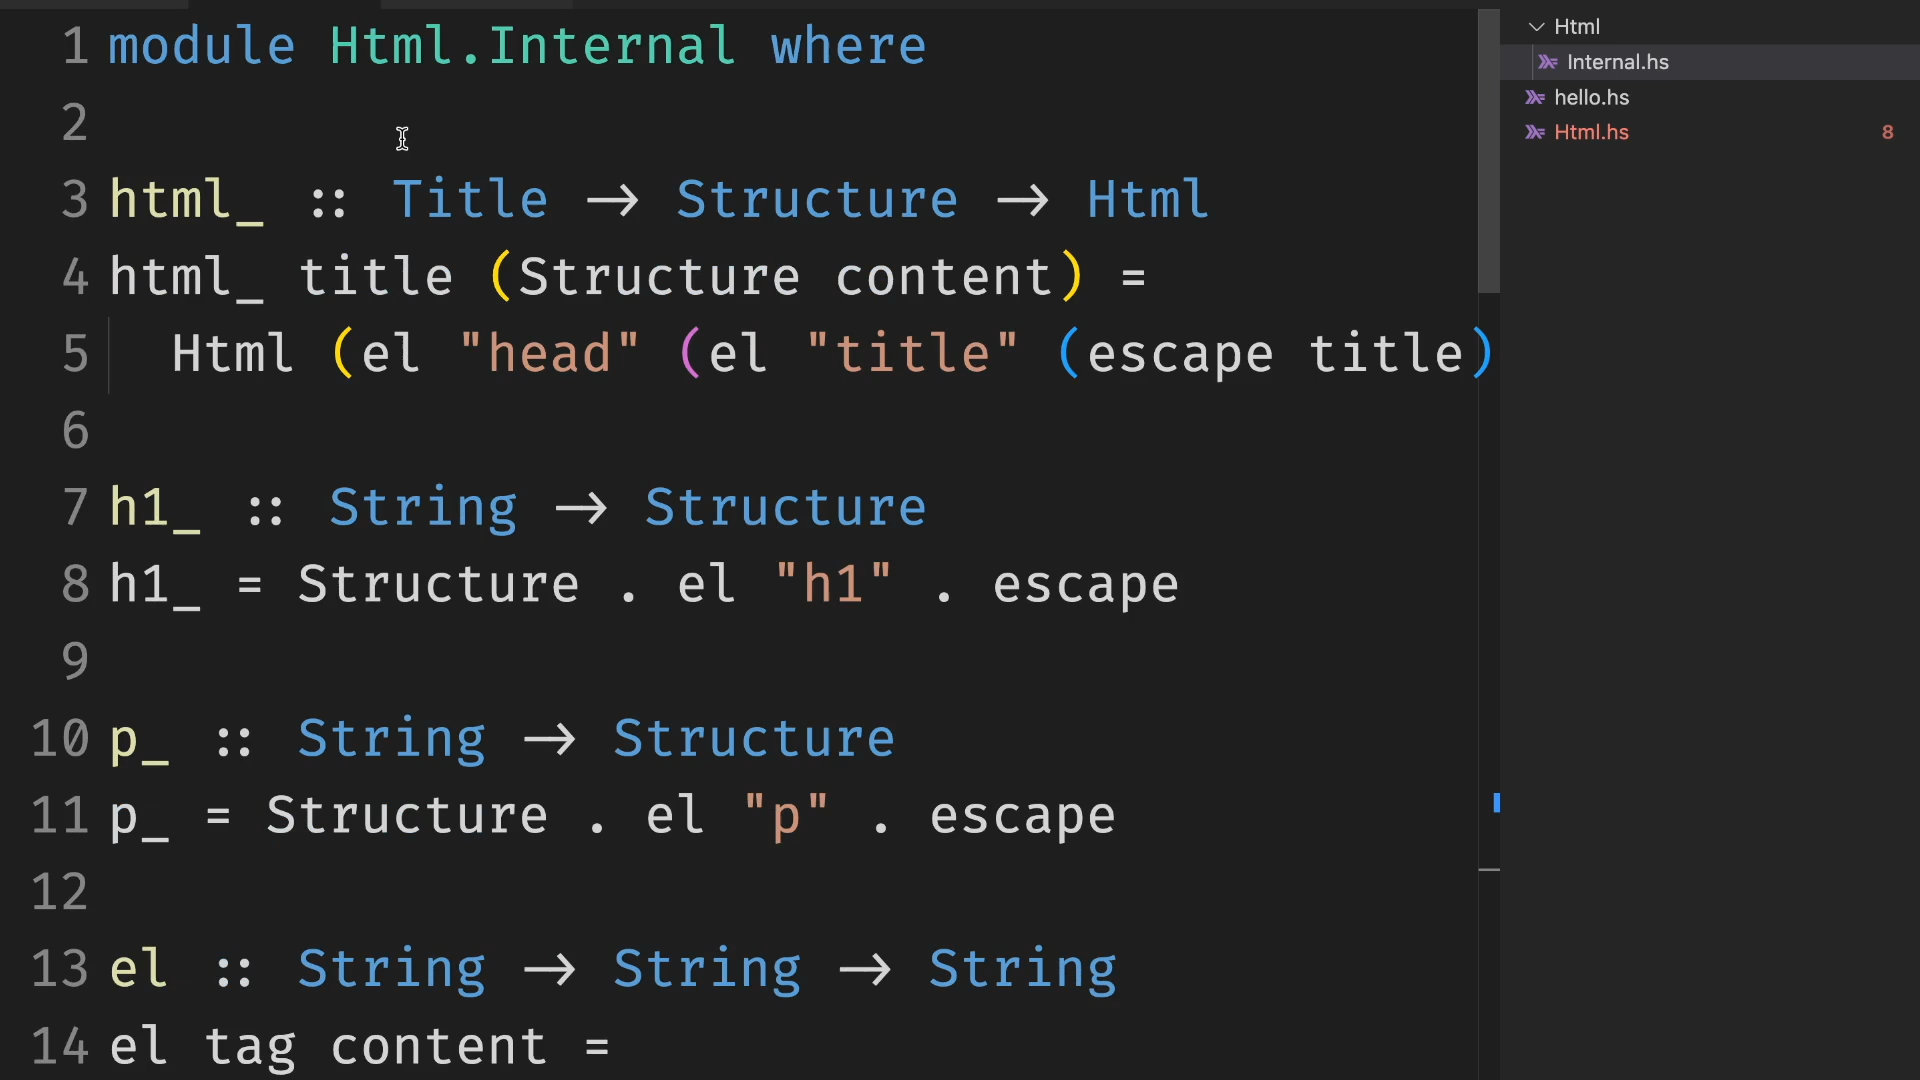 1 module Html.Internal where
2
3 html_ :: Title -> Structure -> Html
4 html_ title (Structure content) =
5 Html (el "head" (el "title" (escape title)
6
7 h1_ :: String -> Structure
8 h1_ = Structure . el "h1" . escape
9
10 p_ :: String -> Structure
11 p_ = Structure . el "p" . escape
12
13 el :: String -> String -> String
14 el tag content =
Html
Internal.hs
hello.hs
Html.hs 8